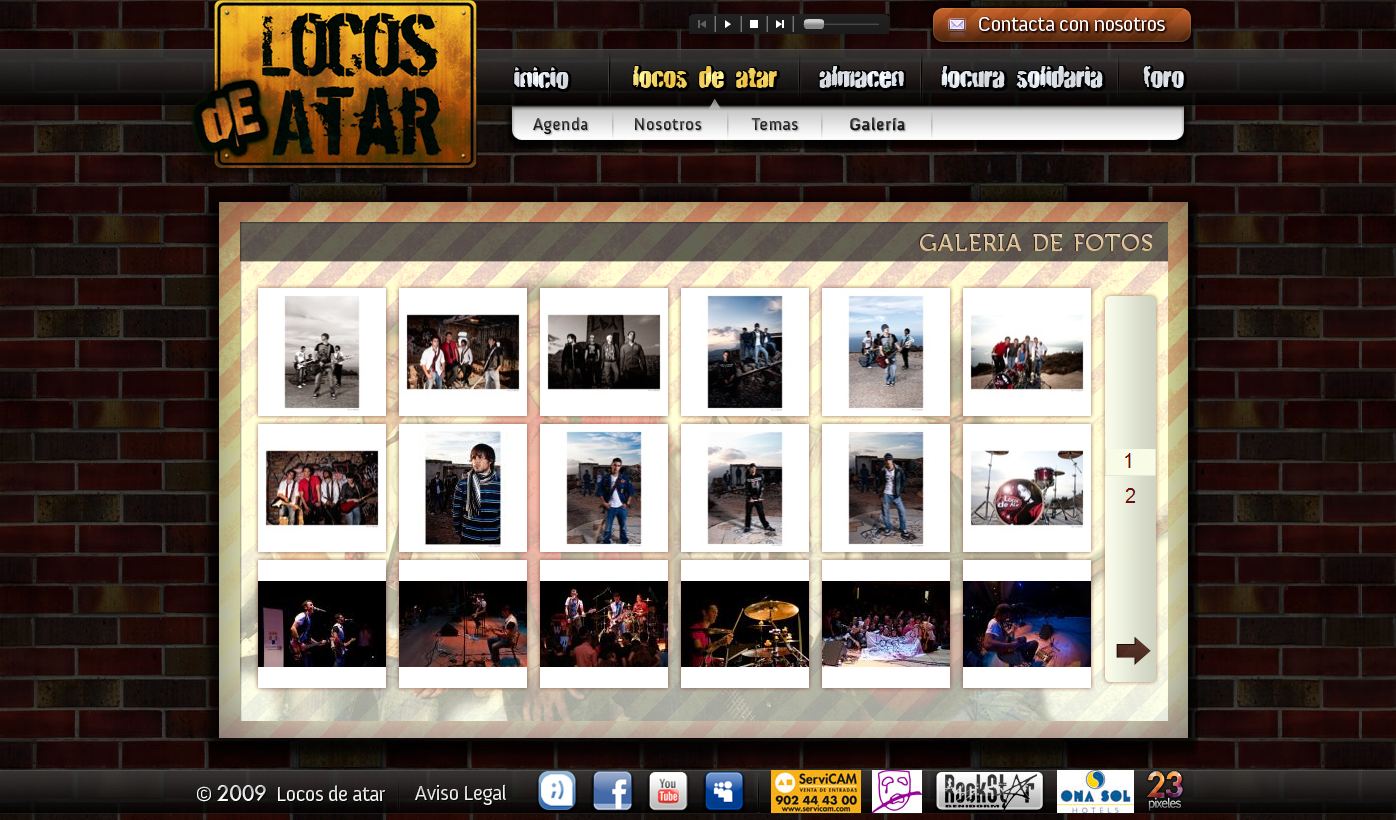 LOCOS
DE
ATAR
Contacta con nosotros
inicio
locos de atar
almacen
locura solidaria
foro
Agenda
Nosotros
Temas
Galería
GALERIA DE FOTOS
1
2
© 2009 Locos de atar
Aviso Legal
You
Tube
ServiCAM
VENTA DE ENTRADAS
902 44 43 00
www.servicam.com
RockStar
BENIDORM
ONA SOL
HOTELS
23
pixeles